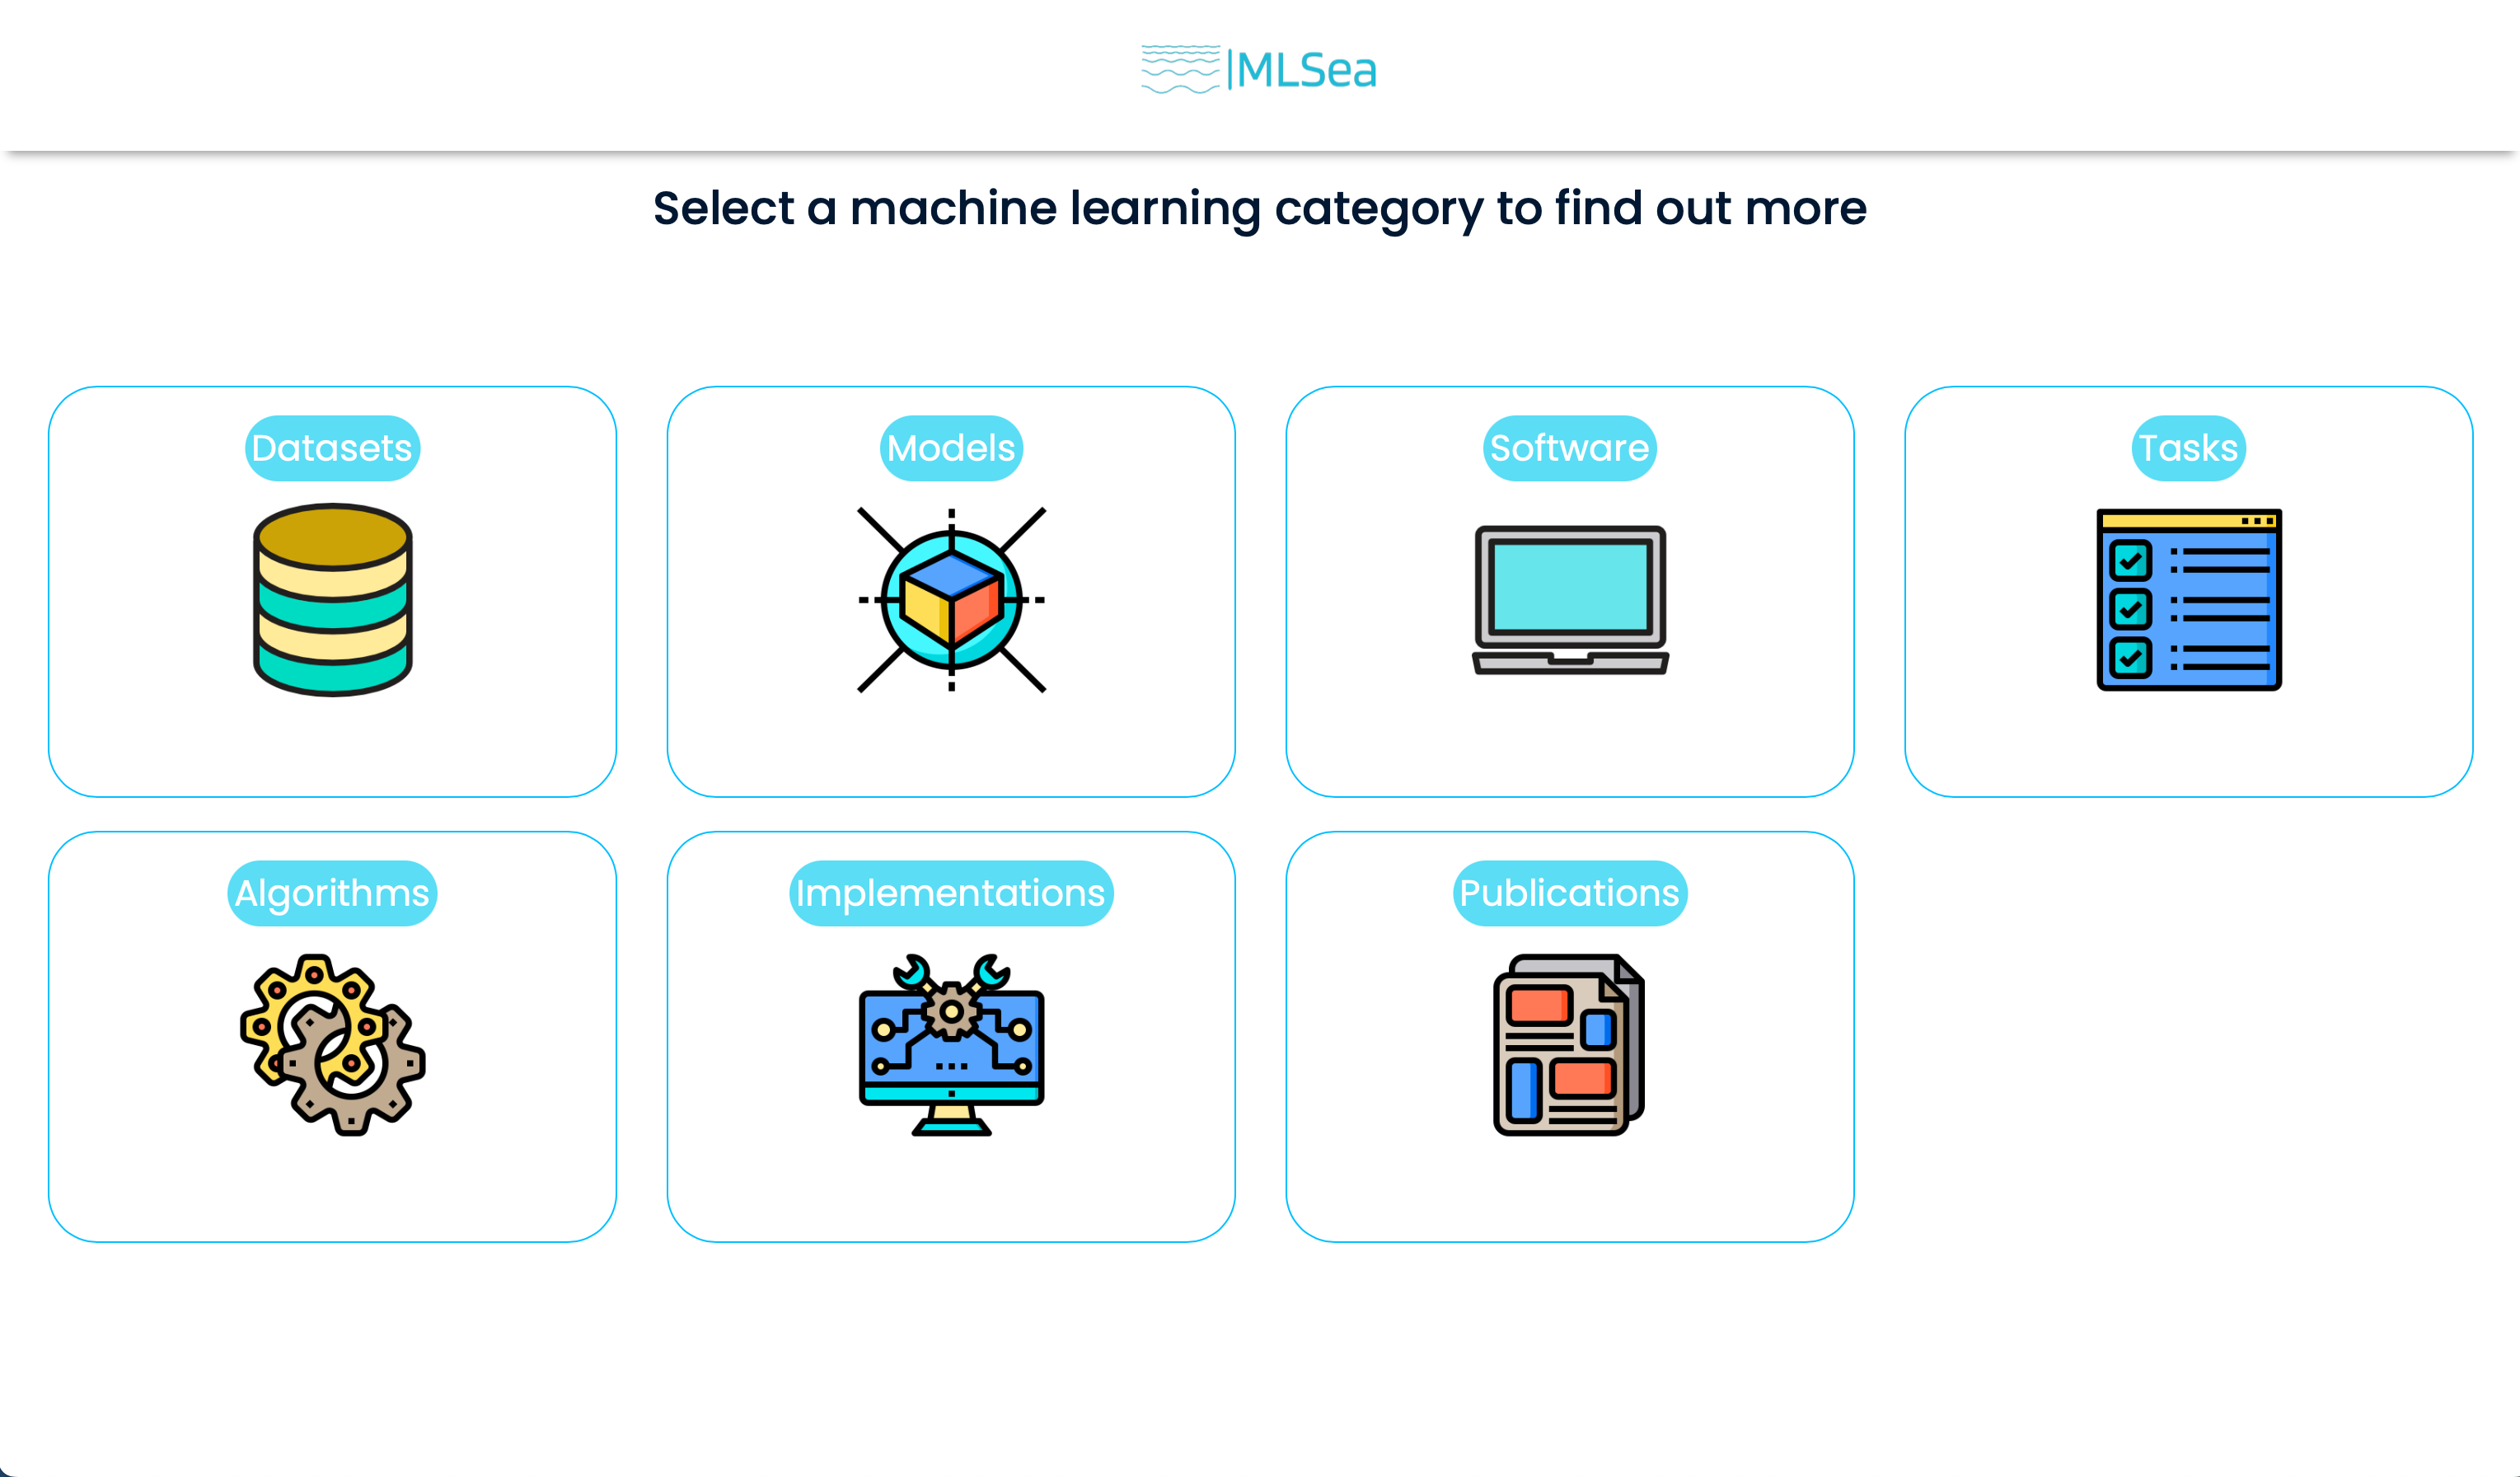 |MLSea
Select a machine learning category to find out more
Datasets
Models
Software
Tasks
Algorithms
Implementations
Publications